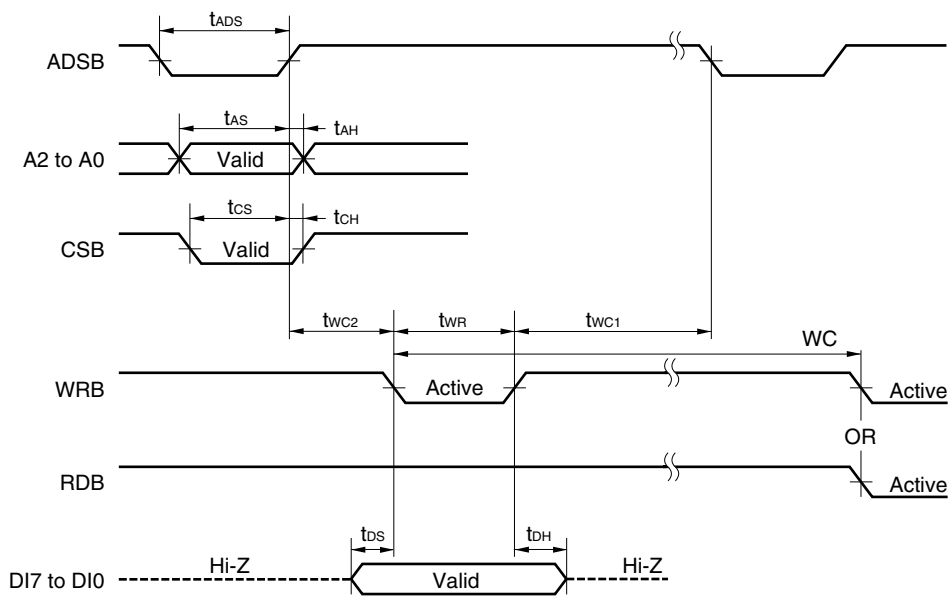 tADS
ADSB
tAS tAH
A2 to A0 Valid
tCS tCH
CSB Valid
tWC2 tWR tWC1
WC
WRB Active Active
OR
RDB Active
tDS tDH
DI7 to DI0 Hi-Z Valid Hi-Z